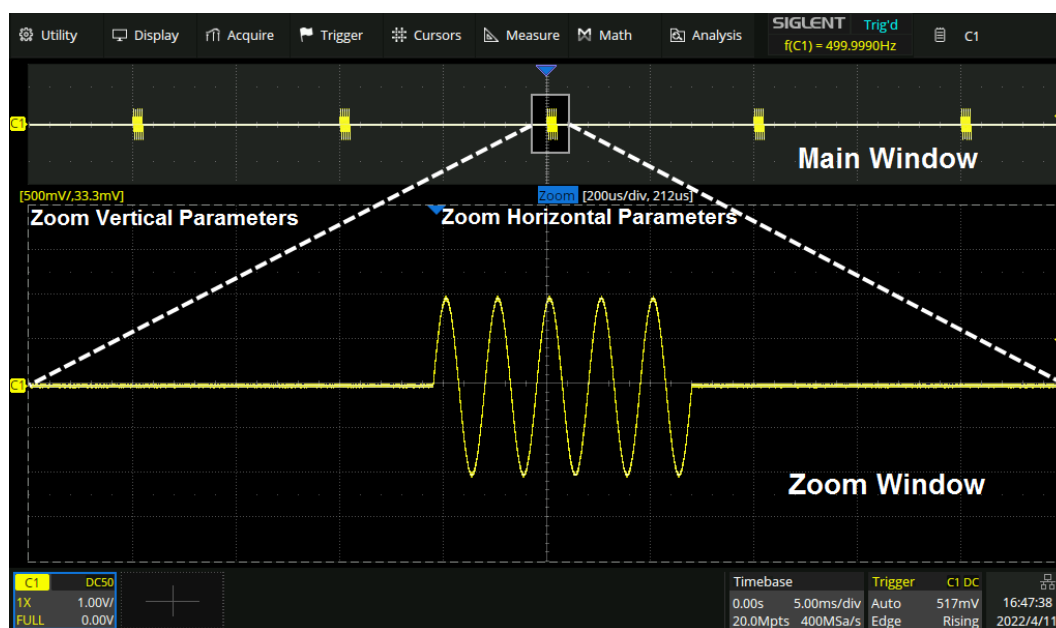 Utility Display Acquire Trigger Cursors Measure Math Analysis SIGLENT Trig'd C1
f(C1) = 499.9990Hz
C1
Main Window
[500mV/,33.3mV] Zoom [200us/div, 212us]
Zoom Vertical Parameters Zoom Horizontal Parameters
C1
Zoom Window
C1 DC50 Timebase Trigger C1 DC
1X 1.00V/ 0.00s 5.00ms/div Auto 517mV 16:47:38
FULL 0.00V 20.0Mpts 400MSa/s Edge Rising 2022/4/11